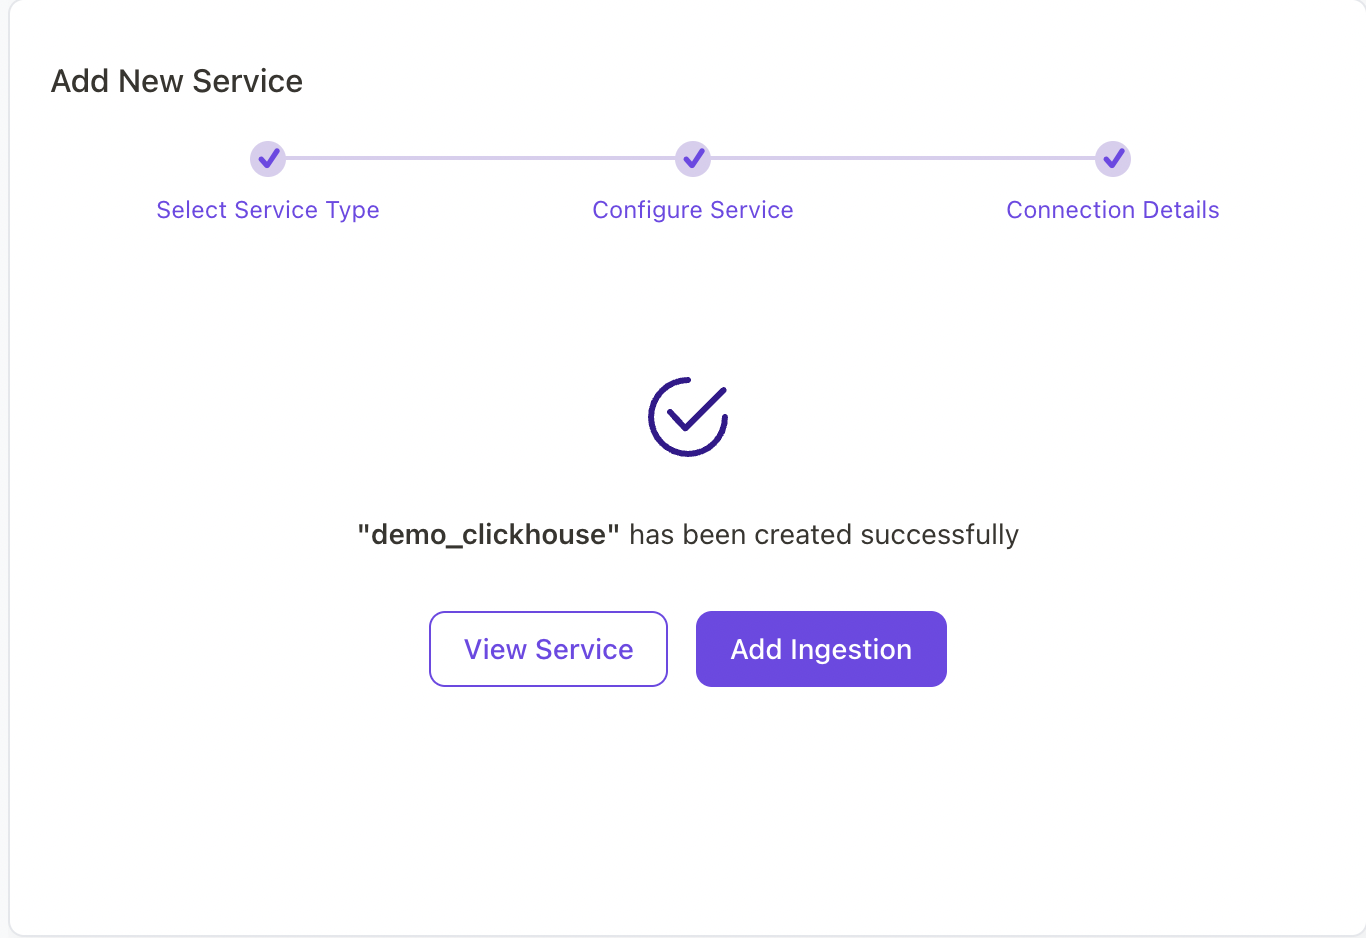 Add New Service
Select Service Type
Configure Service
Connection Details
"demo_clickhouse" has been created successfully
View Service
Add Ingestion